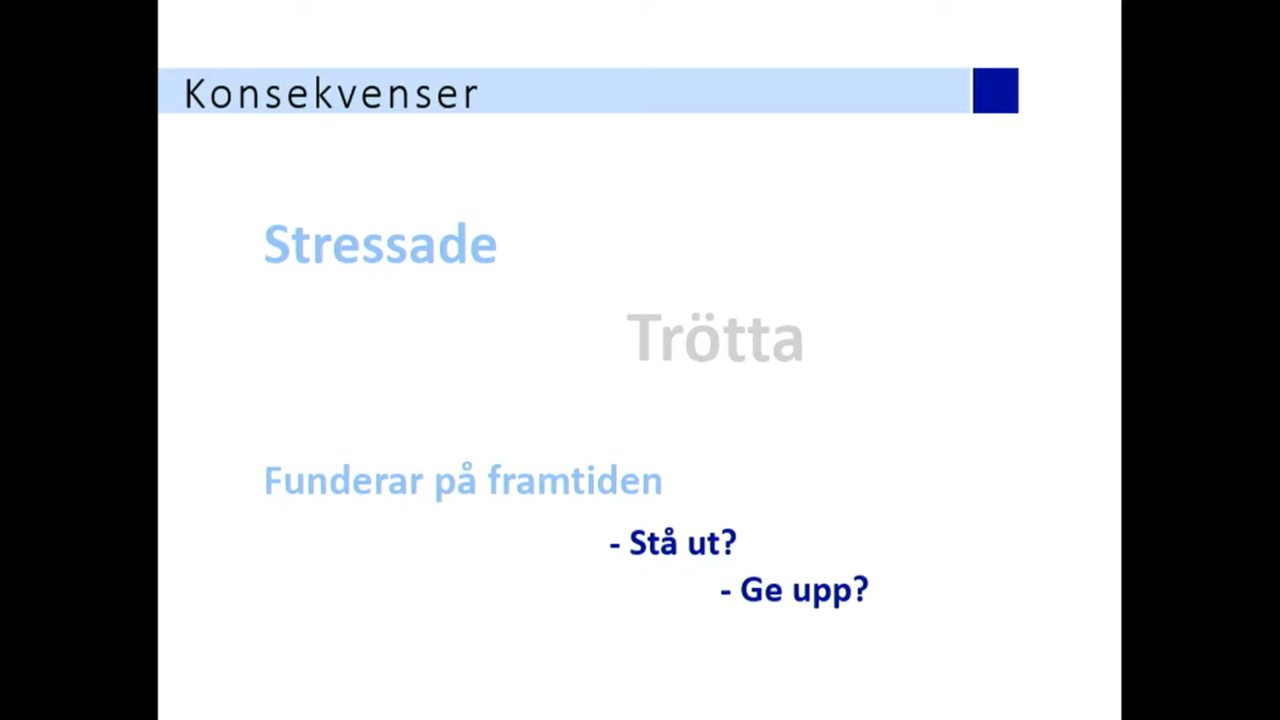 Konsekvenser
Stressade
Trötta
Funderar på framtiden
- Stå ut?
- Ge upp?